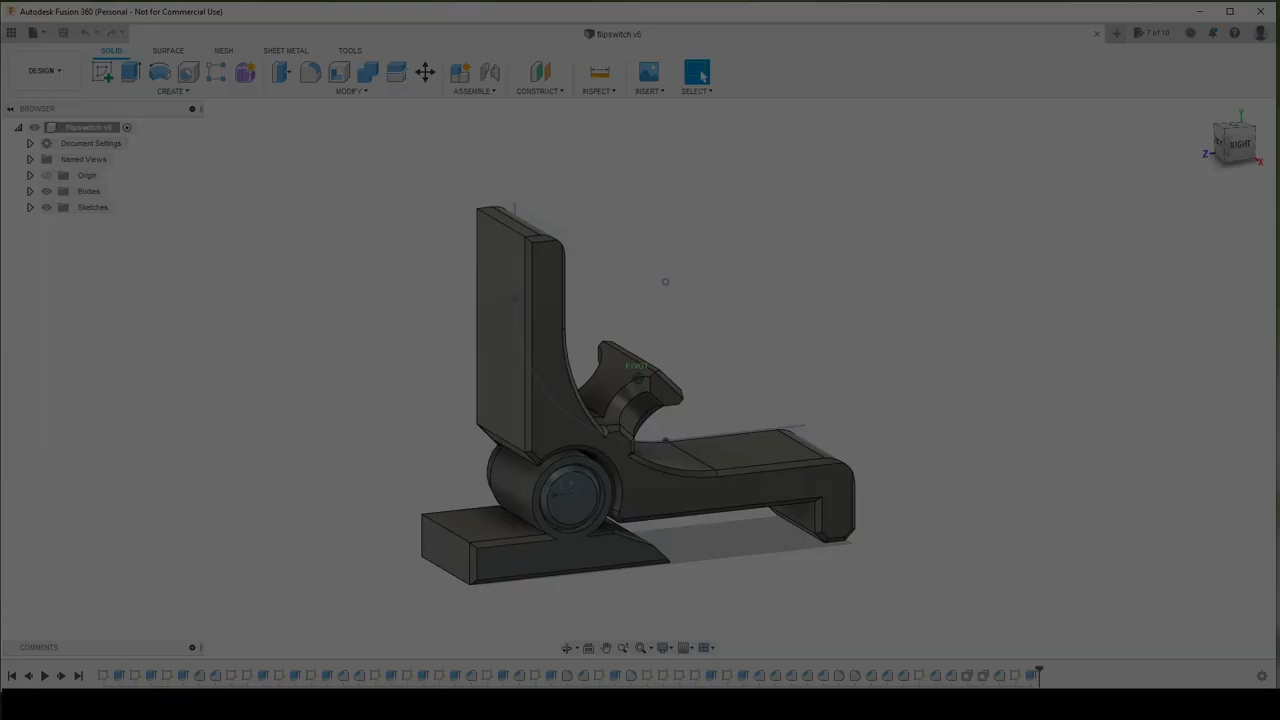 Autodesk Fusion 360 (Personal - Not for Commercial Use)
flipswitch v6
7 of 10
SOLID SURFACE MESH SHEET METAL TOOLS
DESIGN
CREATE MODIFY ASSEMBLE CONSTRUCT INSPECT INSERT SELECT
BROWSER
flipswitch v6
Document Settings
Named Views
Origin
Bodies
Sketches
Y
RIGHT
Z
X
PIVOT
COMMENTS